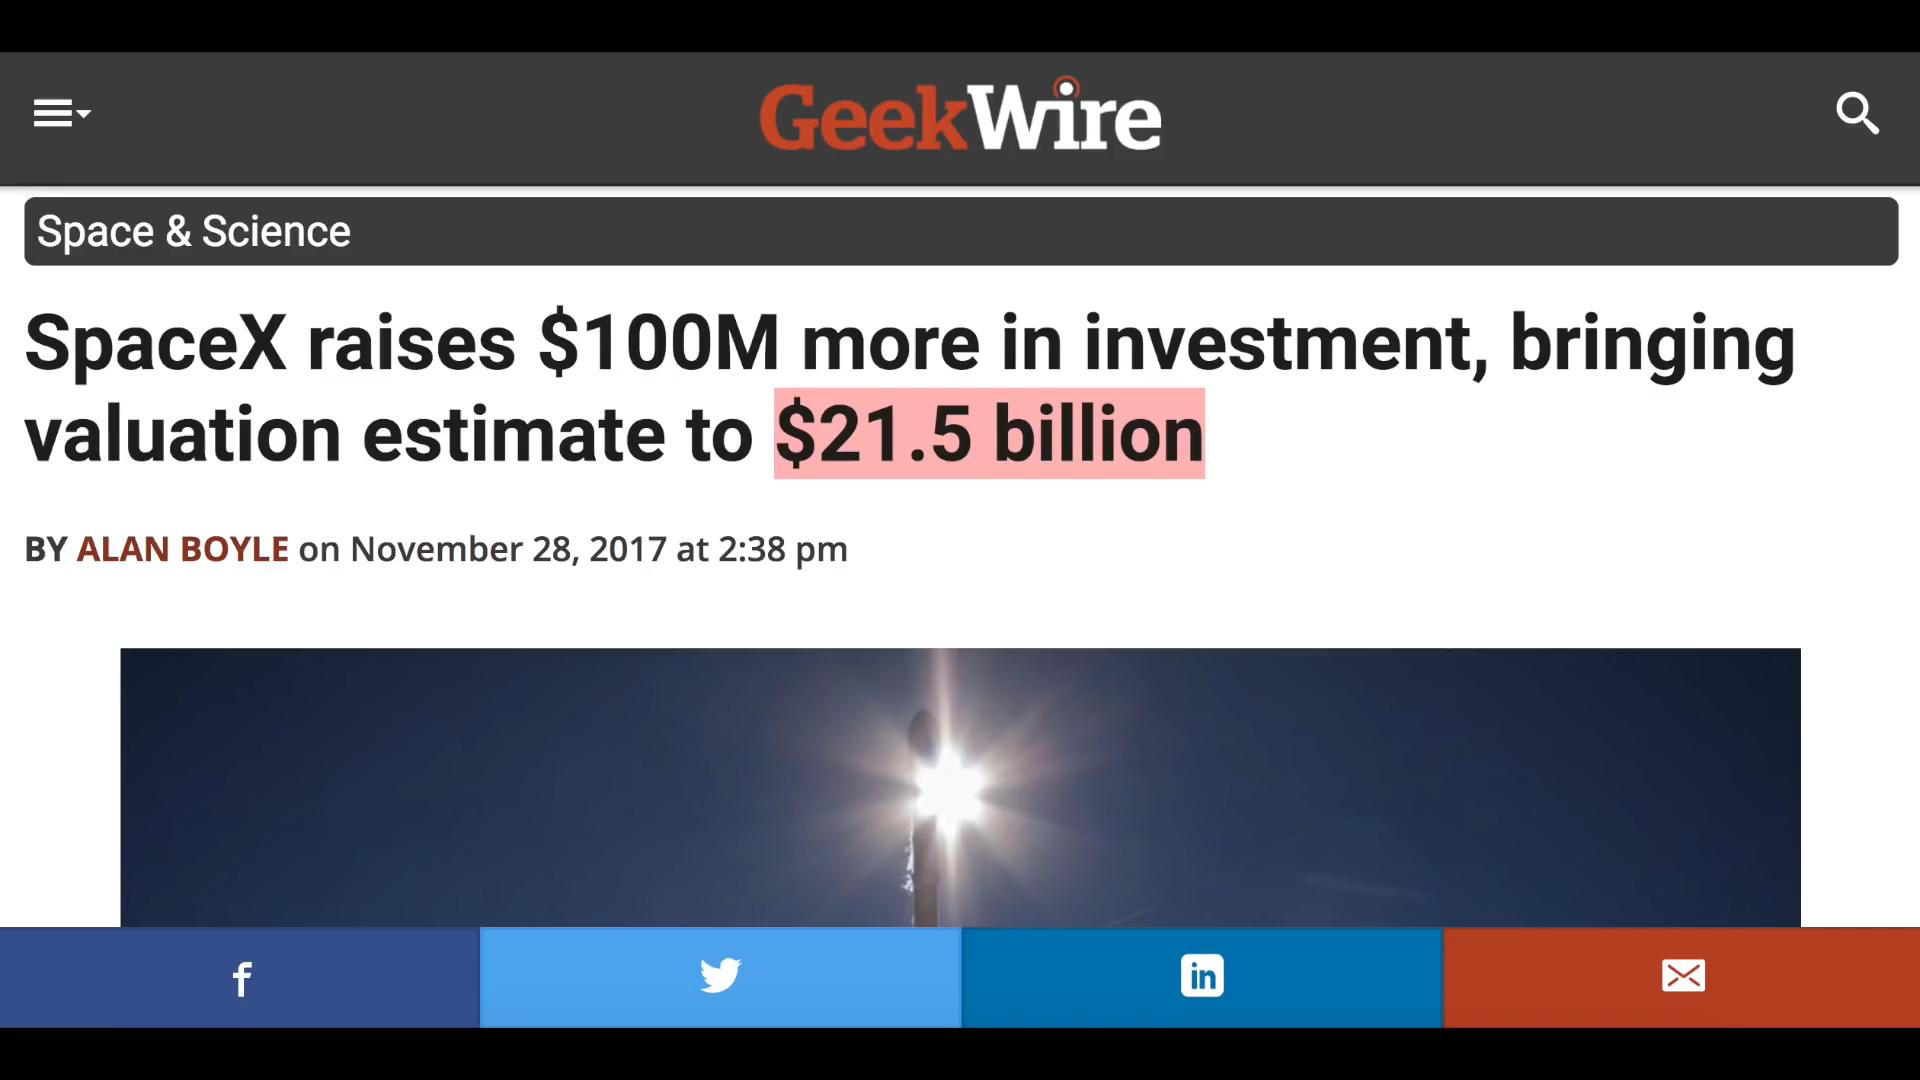 GeekWire
Space & Science
SpaceX raises $100M more in investment, bringing
valuation estimate to $21.5 billion
BY ALAN BOYLE on November 28, 2017 at 2:38 pm
f
in